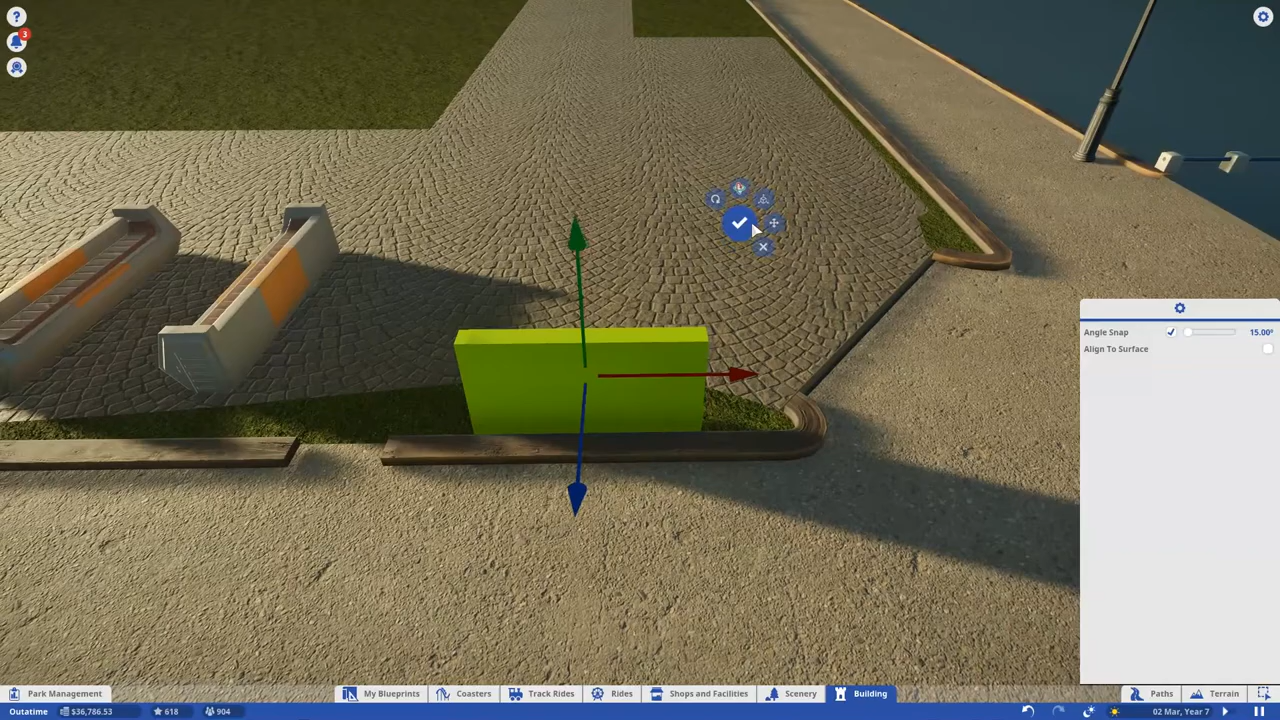 ?
3
Angle Snap 15.00°
Align To Surface
Park Management My Blueprints Coasters Track Rides Rides Shops and Facilities Scenery Building Paths Terrain
Outatime $36,786.53 618 904 02 Mar, Year 7